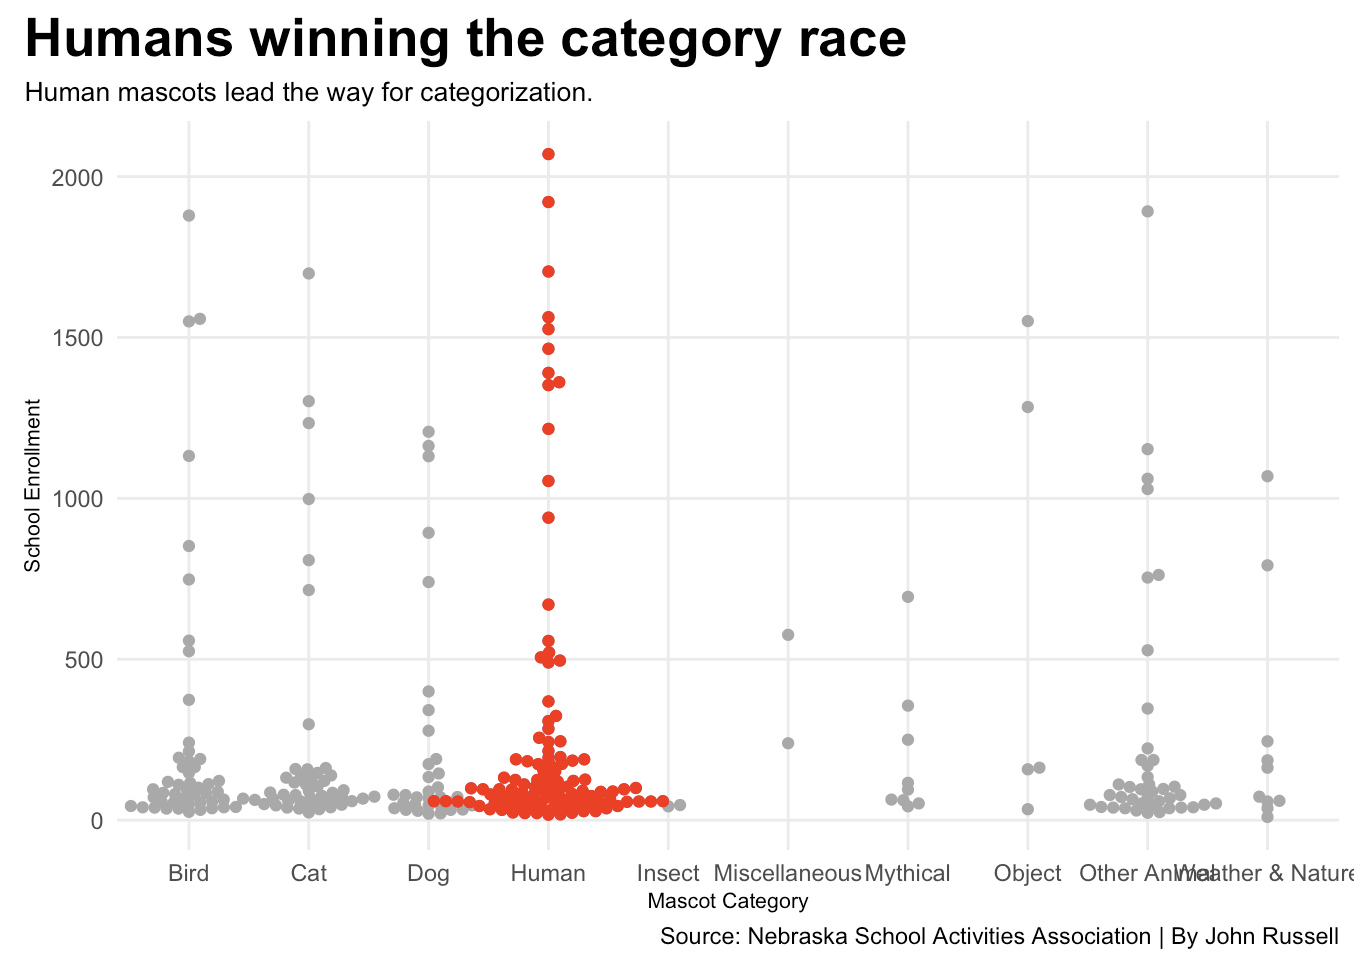 Humans winning the category race
Human mascots lead the way for categorization.
2000
1500
1000
500
0
School Enrollment
Bird Cat Dog Human Insect Miscellaneous Mythical Object Other Animal Weather & Nature
Mascot Category
Source: Nebraska School Activities Association | By John Russell